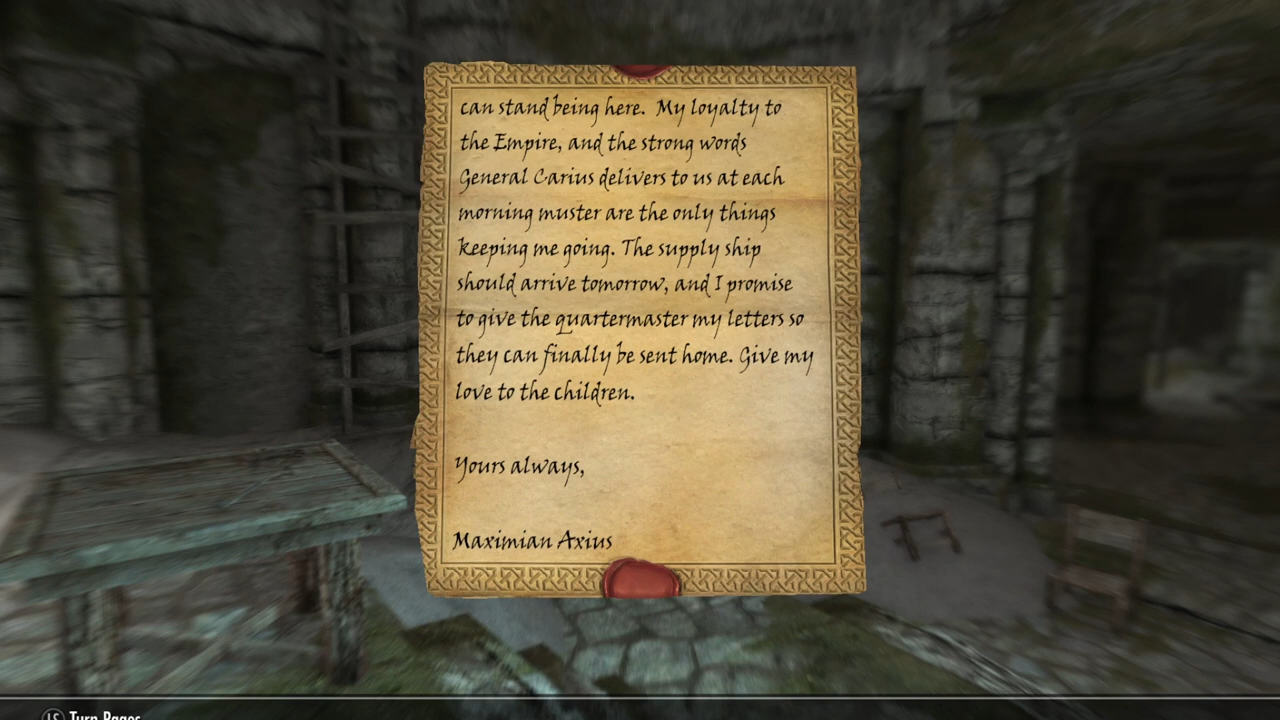 can stand being here.  My loyalty to
the Empire, and the strong words
General Carius delivers to us at each
morning muster are the only things
keeping me going. The supply ship
should arrive tomorrow, and I promise
to give the quartermaster my letters so
they can finally be sent home. Give my
love to the children.
Yours always,
Maximian Axius
LS Turn Pages